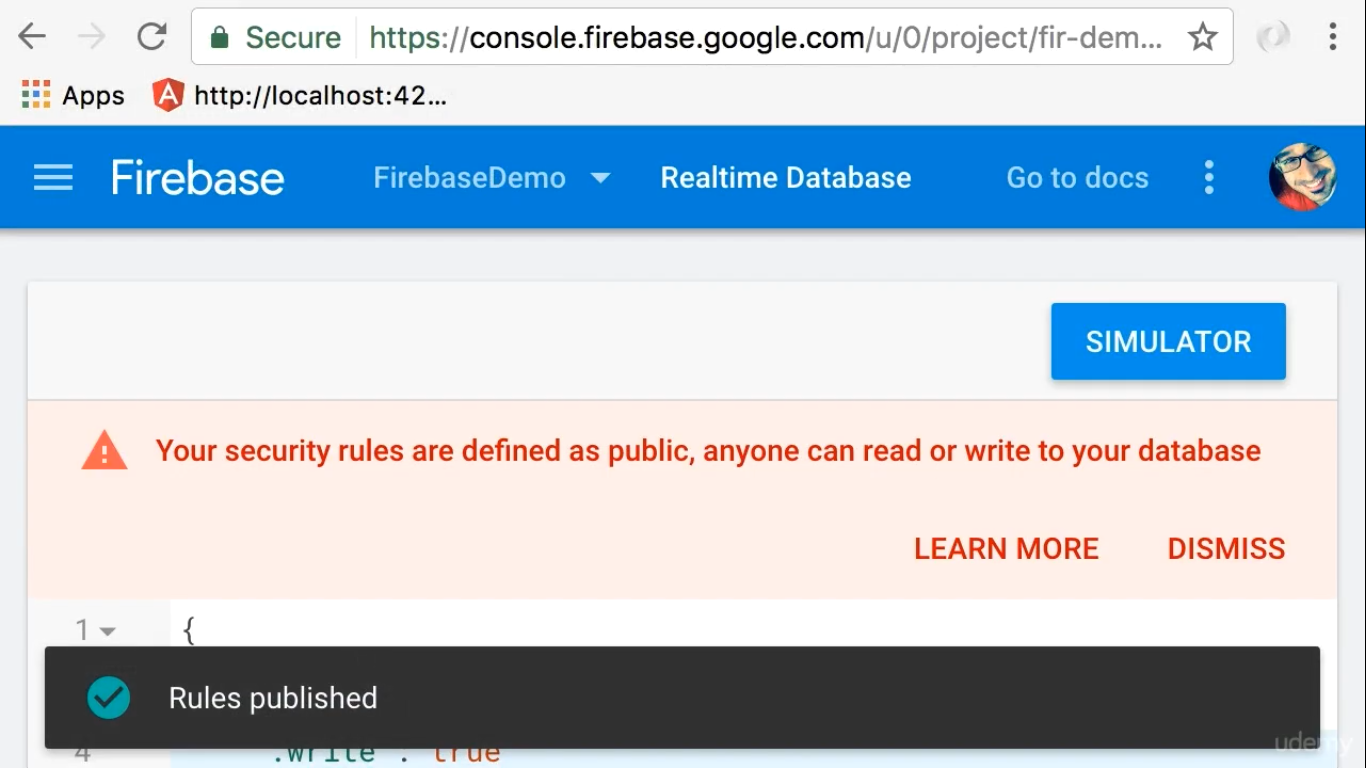 Secure https://console.firebase.google.com/u/0/project/fir-dem...
Apps http://localhost:42...
Firebase FirebaseDemo Realtime Database Go to docs
SIMULATOR
Your security rules are defined as public, anyone can read or write to your database
LEARN MORE DISMISS
1 {
Rules published
4 .write : true
udemy